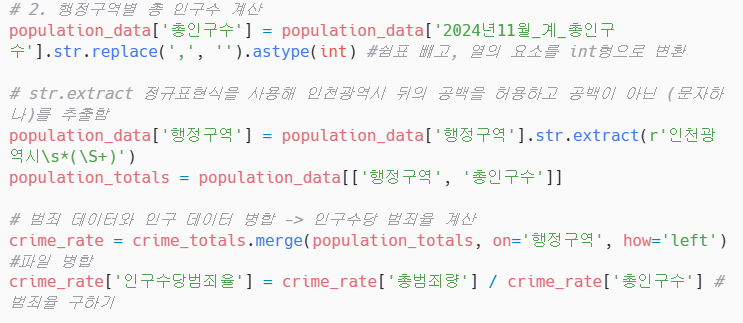 # 2. 행정구역별 총 인구수 계산
population_data['총인구수'] = population_data['2024년11월_계_총인구
수'].str.replace(',', '').astype(int) #쉼표 빼고, 열의 요소를 int형으로 변환
# str.extract 정규표현식을 사용해 인천광역시 뒤의 공백을 허용하고 공백이 아닌 (문자하
나)를 추출함
population_data['행정구역'] = population_data['행정구역'].str.extract(r'인천광
역시\s*(\S+)')
population_totals = population_data[['행정구역', '총인구수']]
# 범죄 데이터와 인구 데이터 병합 -> 인구수당 범죄율 계산
crime_rate = crime_totals.merge(population_totals, on='행정구역', how='left')
#파일 병합
crime_rate['인구수당범죄율'] = crime_rate['총범죄량'] / crime_rate['총인구수'] #
범죄율 구하기